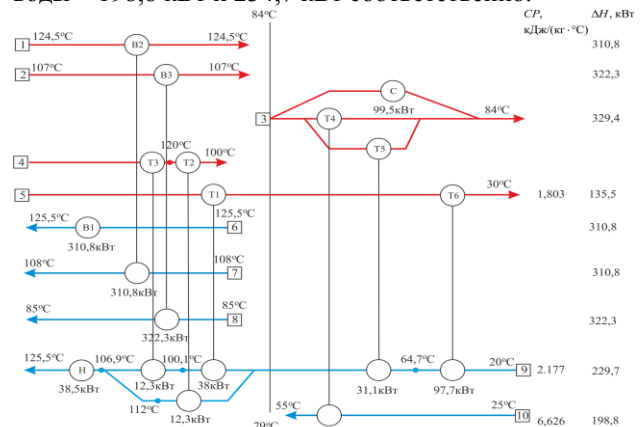 воды – 198,8 кВт и 234,7 кВт соответственно.
84°C
CP, ΔH, кВт
кДж/(кг · °C)
1 124,5°C B2 124,5°C 310,8
2 107°C B3 107°C 322,3
C
99,5кВт
3 T4 84°C 329,4
T5
4 T3 120°C T2 100°C
5 T1 T6 30°C 1,803 135,5
125,5°C B1 125,5°C 6 310,8
310,8кВт
108°C 108°C 7 310,8
310,8кВт
85°C 85°C 8 322,3
322,3кВт
125,5°C H 106,9°C 100,1°C 64,7°C 20°C 9 2.177 229,7
38,5кВт 12,3кВт 38кВт 31,1кВт 97,7кВт
112°C 12,3кВт
55°C 25°C 10 6,626 198,8
79°C